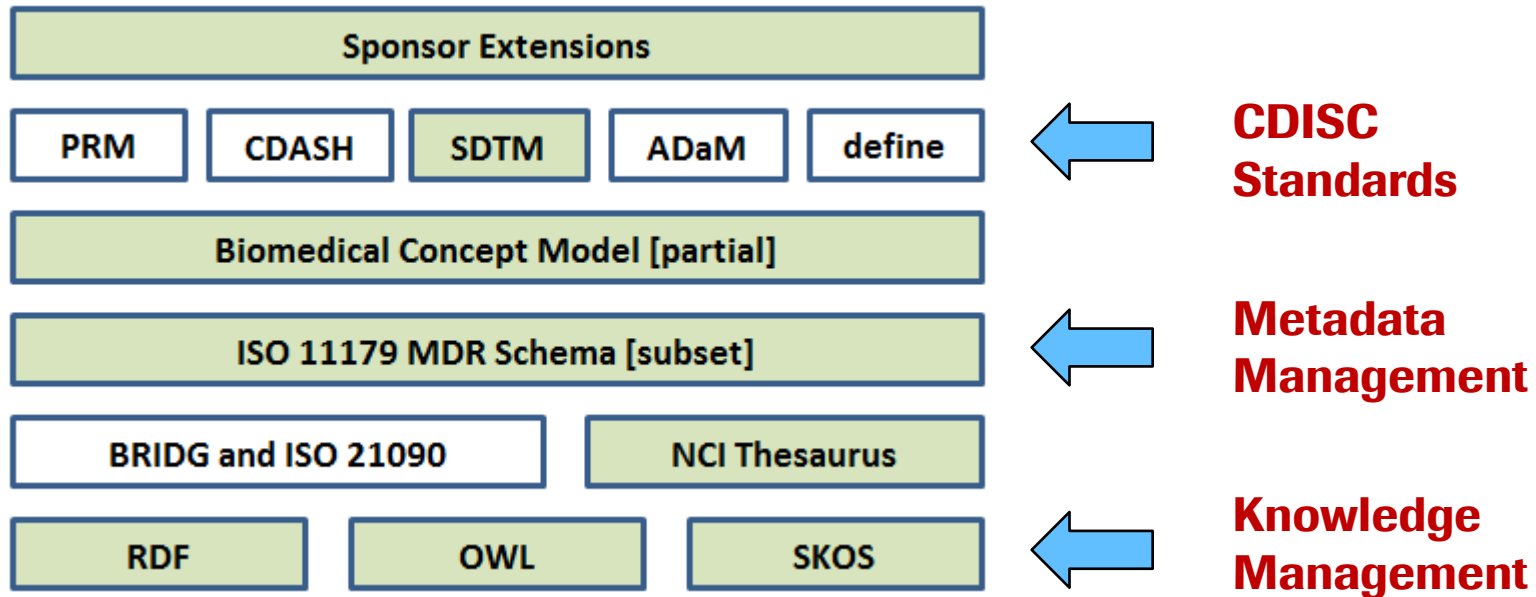 Sponsor Extensions
PRM CDASH SDTM ADaM define
CDISC
Standards
Biomedical Concept Model [partial]
ISO 11179 MDR Schema [subset]
Metadata
Management
BRIDG and ISO 21090 NCI Thesaurus
RDF OWL SKOS
Knowledge
Management